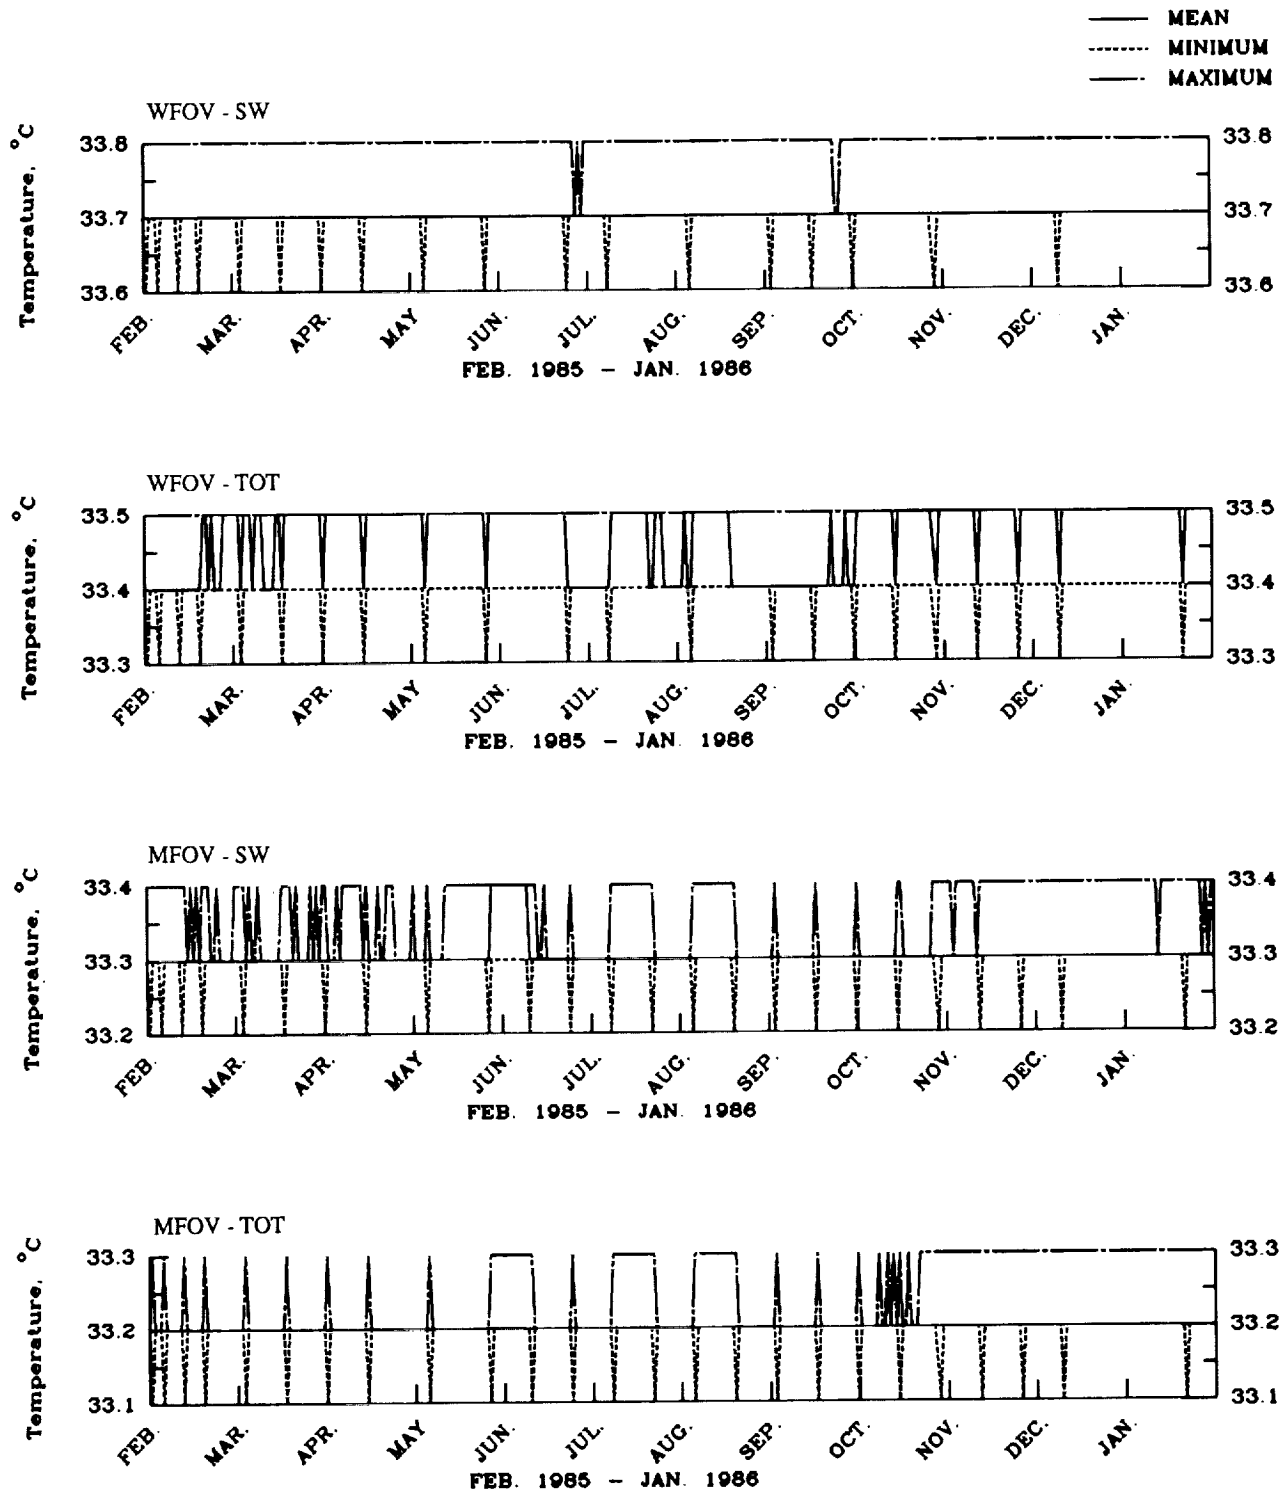 MEAN
MINIMUM
MAXIMUM
WFOV - SW
Temperature, °C
33.8
33.7
33.6
33.8
33.7
33.6
FEB. MAR. APR. MAY JUN. JUL. AUG. SEP. OCT. NOV. DEC. JAN.
FEB. 1985 - JAN. 1986
WFOV - TOT
Temperature, °C
33.5
33.4
33.3
33.5
33.4
33.3
FEB. MAR. APR. MAY JUN. JUL. AUG. SEP. OCT. NOV. DEC. JAN.
FEB. 1985 - JAN. 1986
MFOV - SW
Temperature, °C
33.4
33.3
33.2
33.4
33.3
33.2
FEB. MAR. APR. MAY JUN. JUL. AUG. SEP. OCT. NOV. DEC. JAN.
FEB. 1985 - JAN. 1986
MFOV - TOT
Temperature, °C
33.3
33.2
33.1
33.3
33.2
33.1
FEB. MAR. APR. MAY JUN. JUL. AUG. SEP. OCT. NOV. DEC. JAN.
FEB. 1985 - JAN. 1986